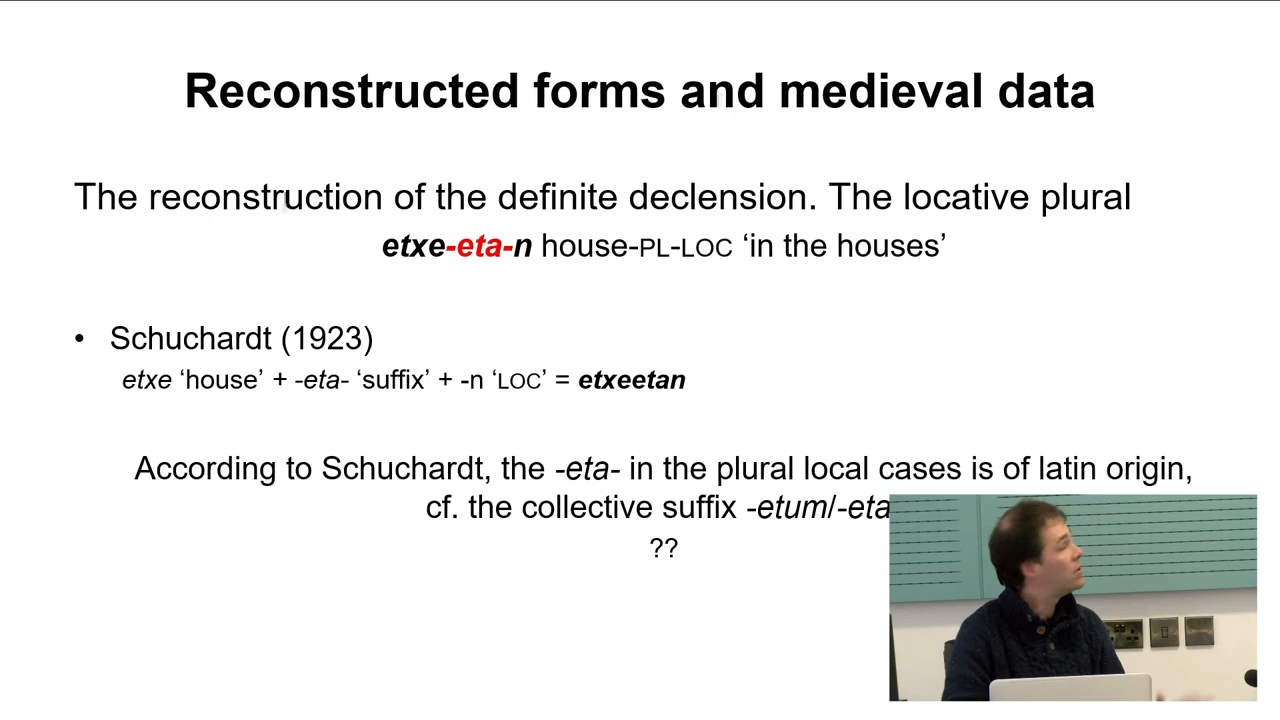 Reconstructed forms and medieval data
The reconstruction of the definite declension. The locative plural
etxe-eta-n house-PL-LOC ‘in the houses’
• Schuchardt (1923)
etxe ‘house’ + -eta- ‘suffix’ + -n ‘LOC’ = etxeetan
According to Schuchardt, the -eta- in the plural local cases is of latin origin,
cf. the collective suffix -etum/-eta
??